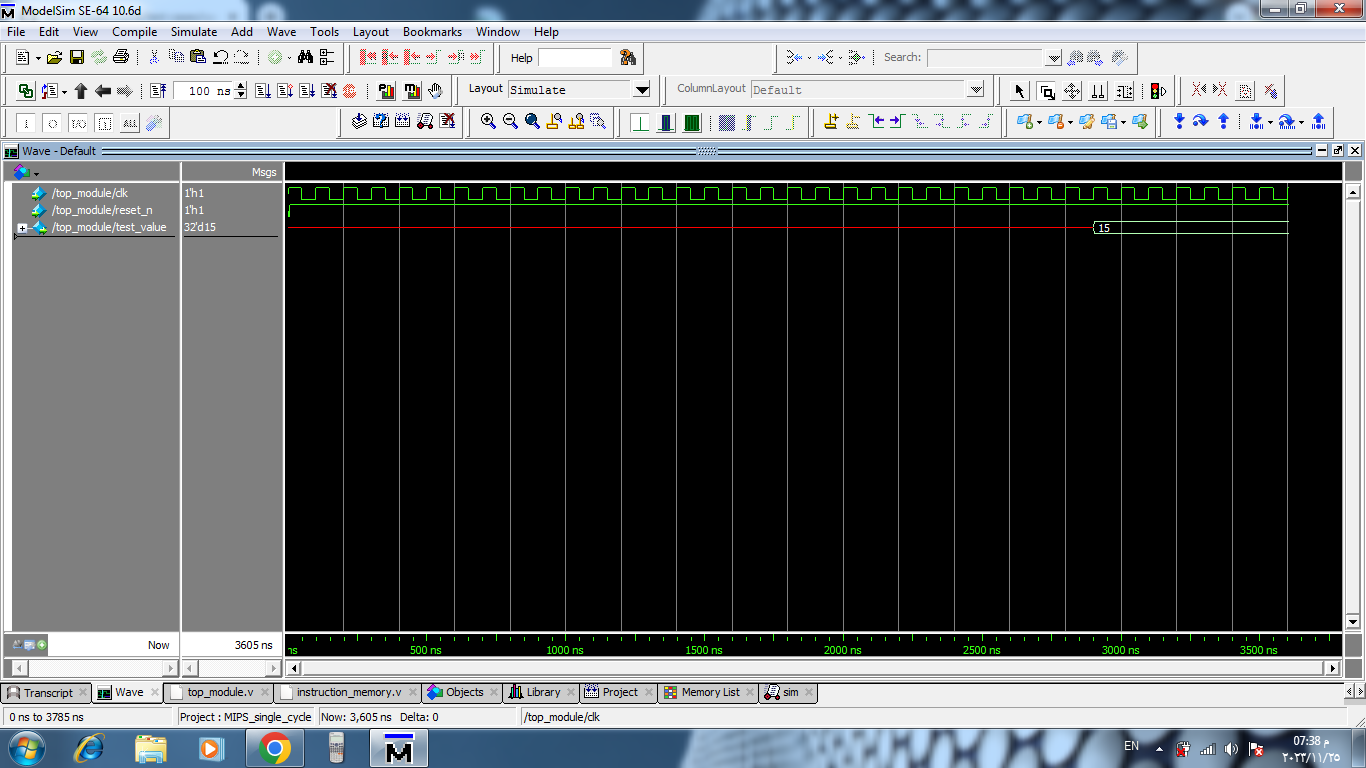 ModelSim SE-64 10.6d
File Edit View Compile Simulate Add Wave Tools Layout Bookmarks Window Help
Help Search:
100 ns Layout Simulate ColumnLayout Default
ALL
Wave - Default
Msgs
/top_module/clk 1'h1
/top_module/reset_n 1'h1
/top_module/test_value 32'd15 15
Now 3605 ns ns 500 ns 1000 ns 1500 ns 2000 ns 2500 ns 3000 ns 3500 ns
Transcript Wave top_module.v instruction_memory.v Objects Library Project Memory List sim
0 ns to 3785 ns Project : MIPS_single_cycle Now: 3,605 ns Delta: 0 /top_module/clk
EN م 07:38
٢٠٢٣/١١/٢٥